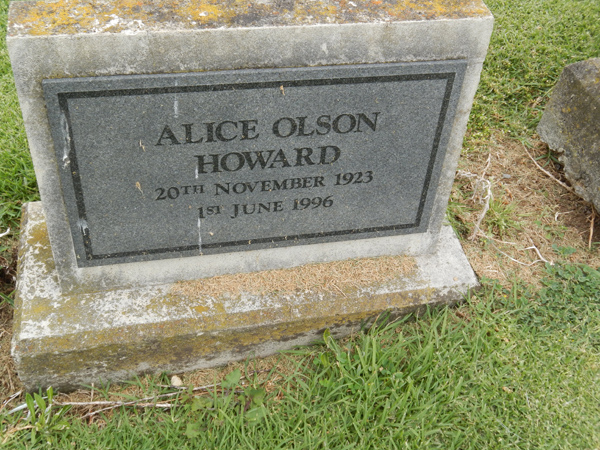 ALICE OLSON
HOWARD
20TH NOVEMBER 1923
1ST JUNE 1996